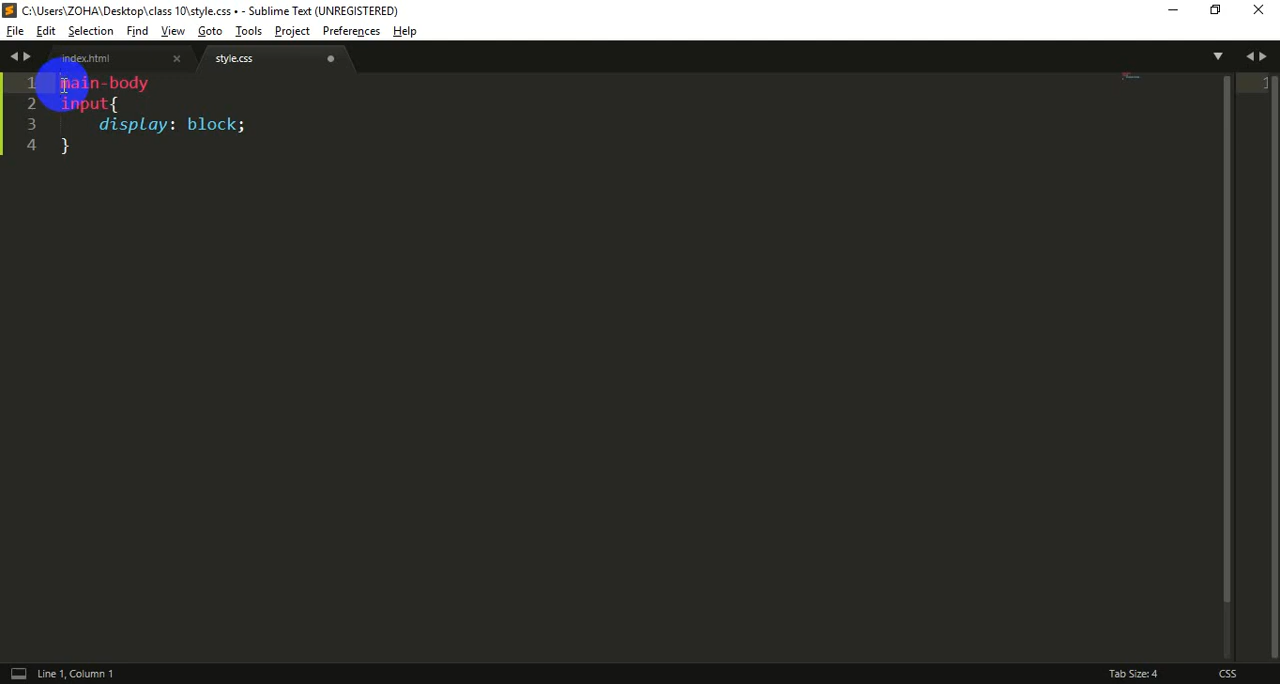 C:\Users\ZOHA\Desktop\class 10\style.css • - Sublime Text (UNREGISTERED)
File Edit Selection Find View Goto Tools Project Preferences Help
index.html style.css
1 main-body 1
2 input{
3 display: block;
4 }
Line 1, Column 1 Tab Size: 4 CSS